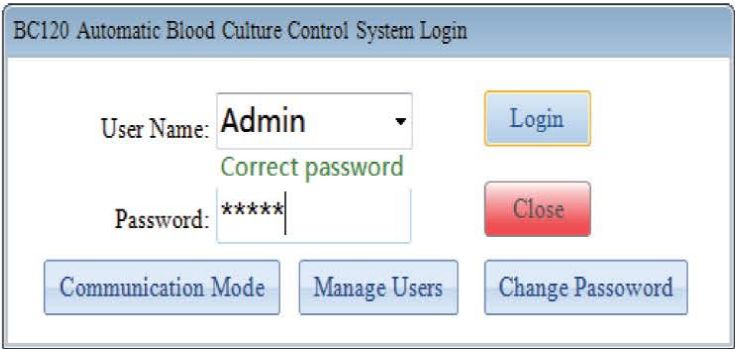 BC120 Automatic Blood Culture Control System Login
User Name: Admin Login
Correct password
Password: ***** Close
Communication Mode Manage Users Change Passoword